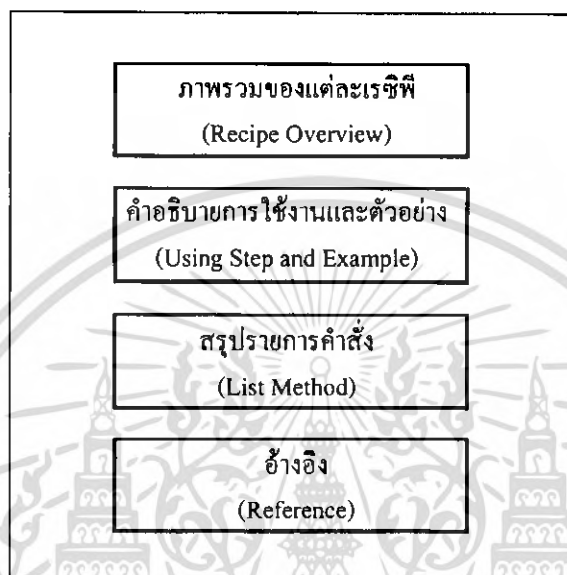 ภาพรวมของแต่ละเรซิพี
(Recipe Overview)
คำอธิบายการใช้งานและตัวอย่าง
(Using Step and Example)
สรุปรายการคำสั่ง
(List Method)
อ้างอิง
(Reference)